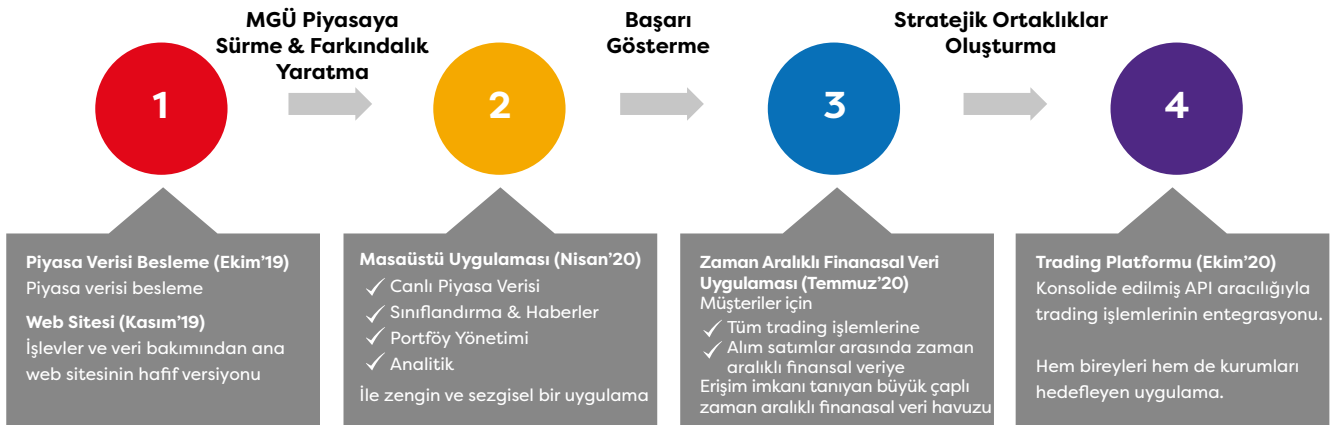 MGÜ Piyasaya
Sürme & Farkındalık
Yaratma
Başarı
Gösterme
Stratejik Ortaklıklar
Oluşturma
1
2
3
4
Piyasa Verisi Besleme (Ekim’19)
Piyasa verisi besleme
Web Sitesi (Kasım’19)
İşlevler ve veri bakımından ana
web sitesinin hafif versiyonu
Masaüstü Uygulaması (Nisan’20)
✓ Canlı Piyasa Verisi
✓ Sınıflandırma & Haberler
✓ Portföy Yönetimi
✓ Analitik
İle zengin ve sezgisel bir uygulama
Zaman Aralıklı Finanasal Veri
Uygulaması (Temmuz’20)
Müşteriler için
✓ Tüm trading işlemlerine
✓ Alım satımlar arasında zaman
aralıklı finansal veriye
Erişim imkanı tanıyan büyük çaplı
zaman aralıklı finanasal veri havuzu
Trading Platformu (Ekim’20)
Konsolide edilmiş API aracılığıyla
trading işlemlerinin entegrasyonu.
Hem bireyleri hem de kurumları
hedefleyen uygulama.